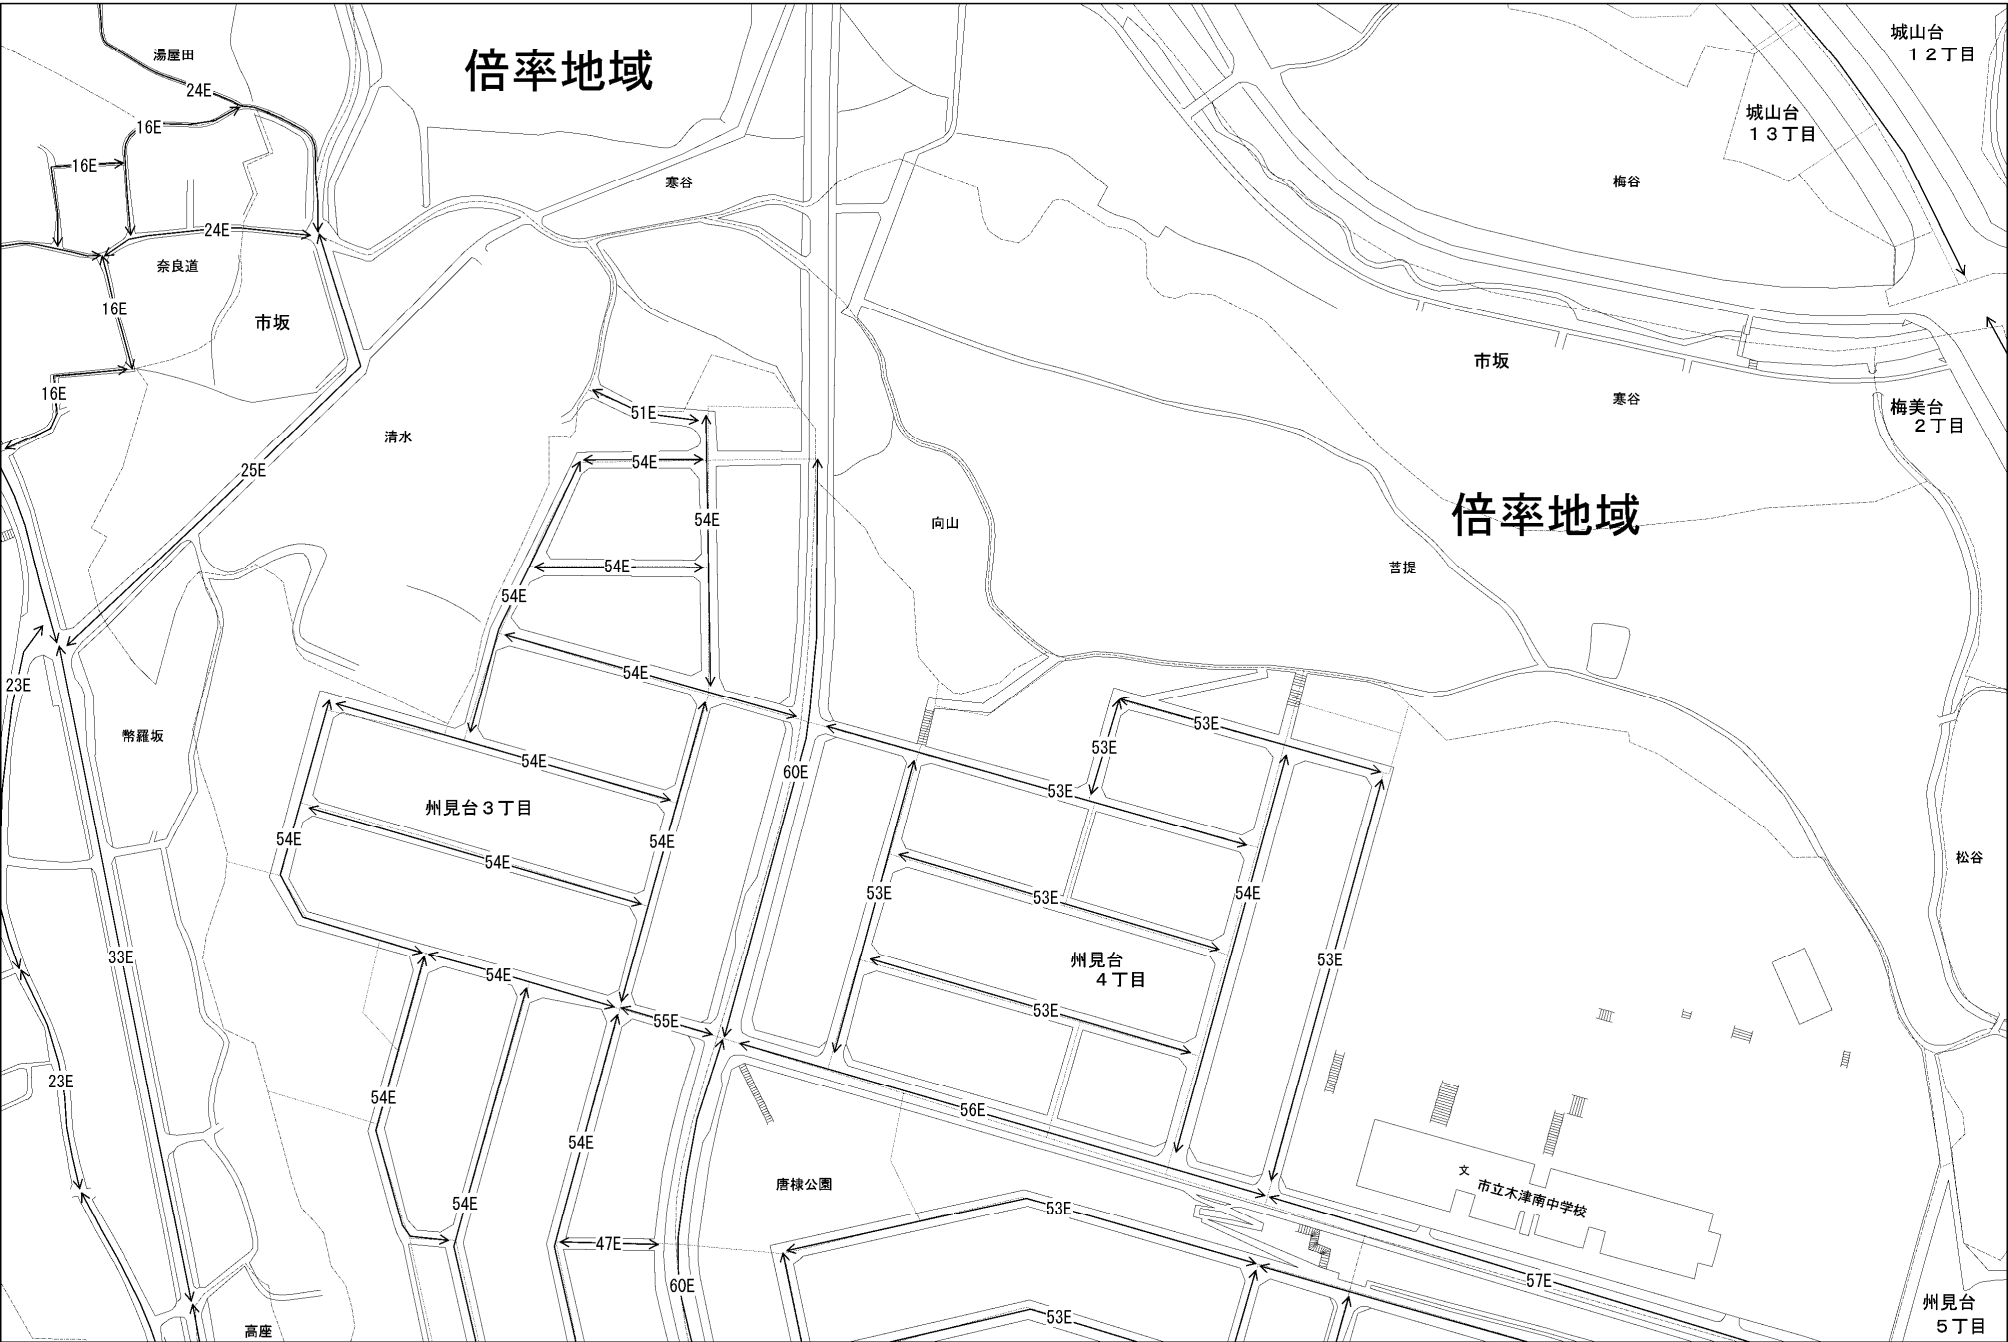 湯屋田
24E
16E
16E
倍率地域
寒谷
城山台
１２丁目
城山台
１３丁目
梅谷
24E
奈良道
16E
市坂
16E
清水
25E
51E
54E
54E
54E
54E
54E
向山
市坂
寒谷
梅美台
２丁目
倍率地域
菩提
23E
幣羅坂
54E
60E
53E
53E
53E
54E
州見台３丁目
54E
54E
54E
53E
53E
54E
松谷
33E
54E
55E
州見台
４丁目
53E
53E
23E
54E
56E
54E
54E
唐棣公園
文
市立木津南中学校
53E
47E
60E
57E
53E
高座
州見台
５丁目